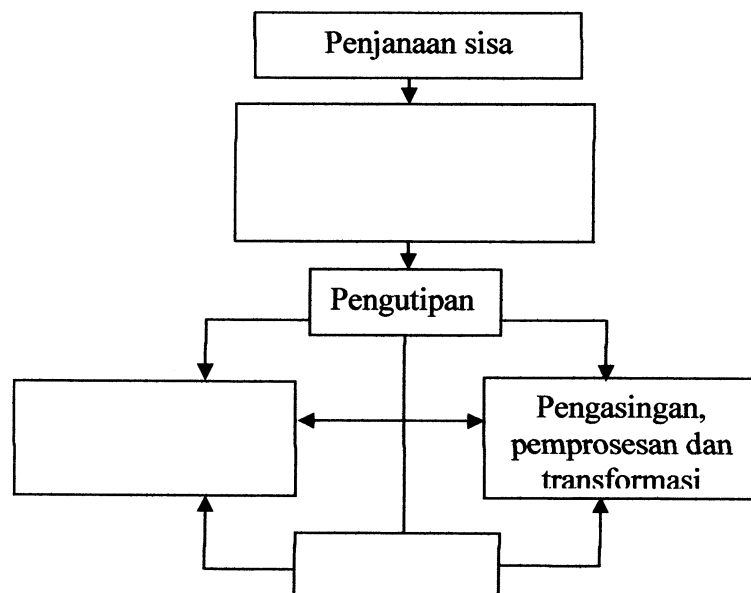 Penjanaan sisa
Pengutipan
Pengasingan,
pemprosesan dan
transformasi